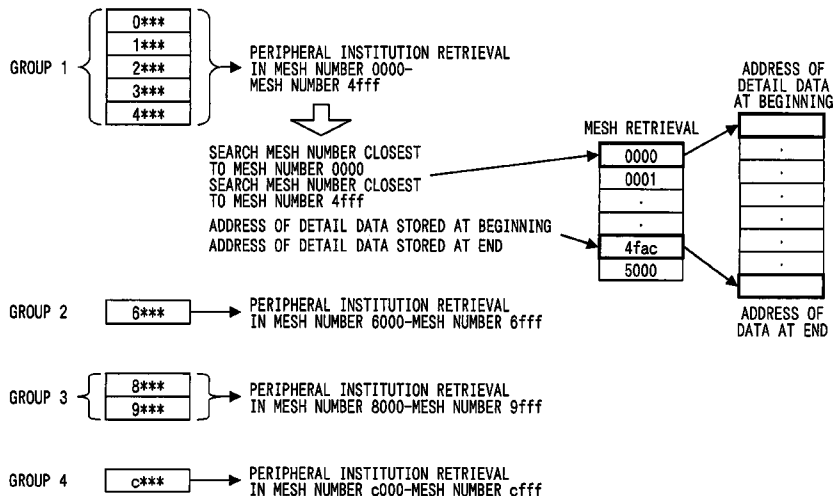 GROUP 1
0***
1***
2***
3***
4***
PERIPHERAL INSTITUTION RETRIEVAL
IN MESH NUMBER 0000-
MESH NUMBER 4fff
SEARCH MESH NUMBER CLOSEST
TO MESH NUMBER 0000
SEARCH MESH NUMBER CLOSEST
TO MESH NUMBER 4fff
ADDRESS OF DETAIL DATA STORED AT BEGINNING
ADDRESS OF DETAIL DATA STORED AT END
MESH RETRIEVAL
0000
0001
.
.
4fac
5000
ADDRESS OF
DETAIL DATA
AT BEGINNING
.
.
.
.
.
.
ADDRESS OF
DATA AT END
GROUP 2
6***
PERIPHERAL INSTITUTION RETRIEVAL
IN MESH NUMBER 6000-MESH NUMBER 6fff
GROUP 3
8***
9***
PERIPHERAL INSTITUTION RETRIEVAL
IN MESH NUMBER 8000-MESH NUMBER 9fff
GROUP 4
c***
PERIPHERAL INSTITUTION RETRIEVAL
IN MESH NUMBER c000-MESH NUMBER cfff